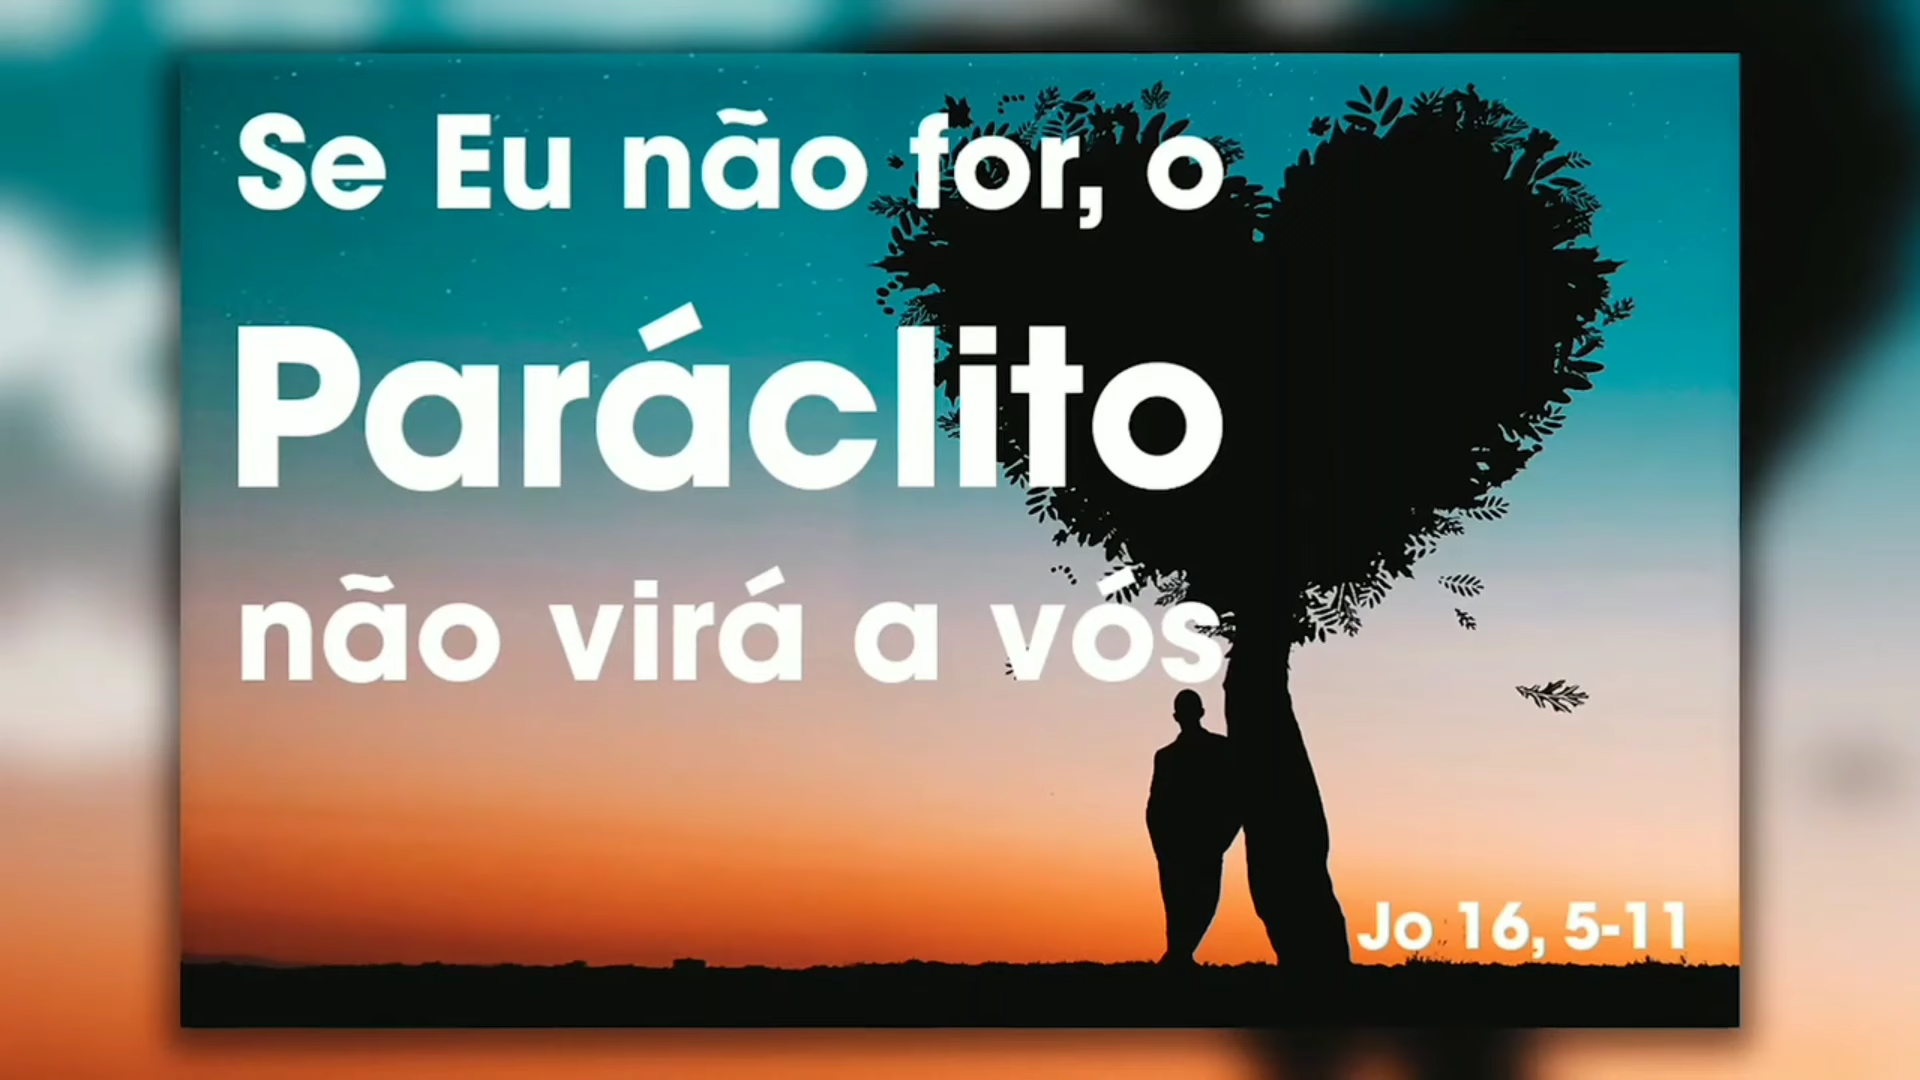 Se Eu não for, o
Paráclito
não virá a vós
Jo 16, 5-11